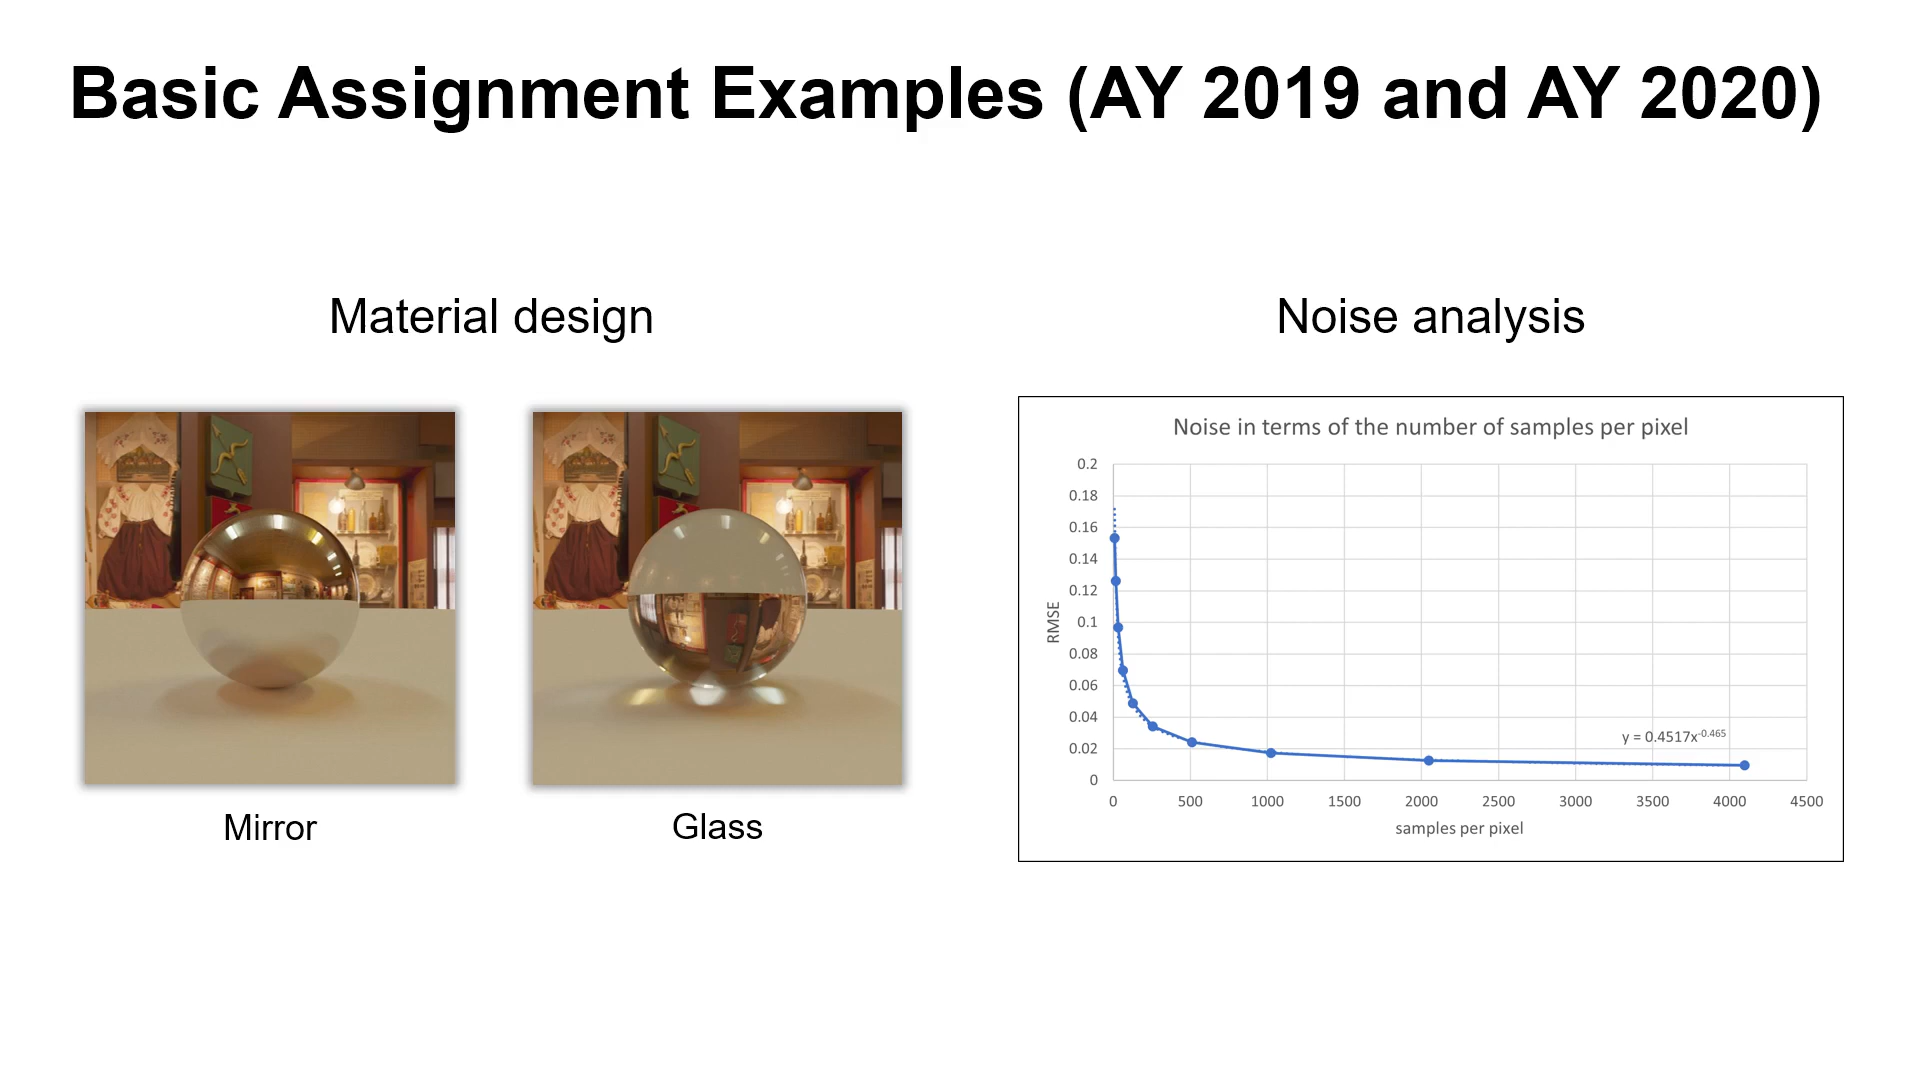 Basic Assignment Examples (AY 2019 and AY 2020)
Material design
Noise analysis
Mirror
Glass
Noise in terms of the number of samples per pixel
0.2
0.18
0.16
0.14
0.12
0.1
0.08
0.06
0.04
0.02
0
RMSE
y = 0.4517x^-0.465
0 500 1000 1500 2000 2500 3000 3500 4000 4500
samples per pixel